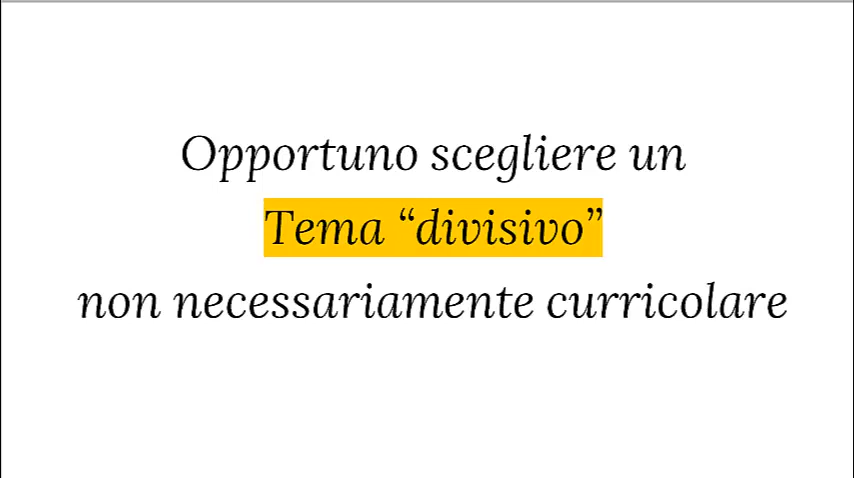 Opportuno scegliere un
Tema “divisivo”
non necessariamente curricolare